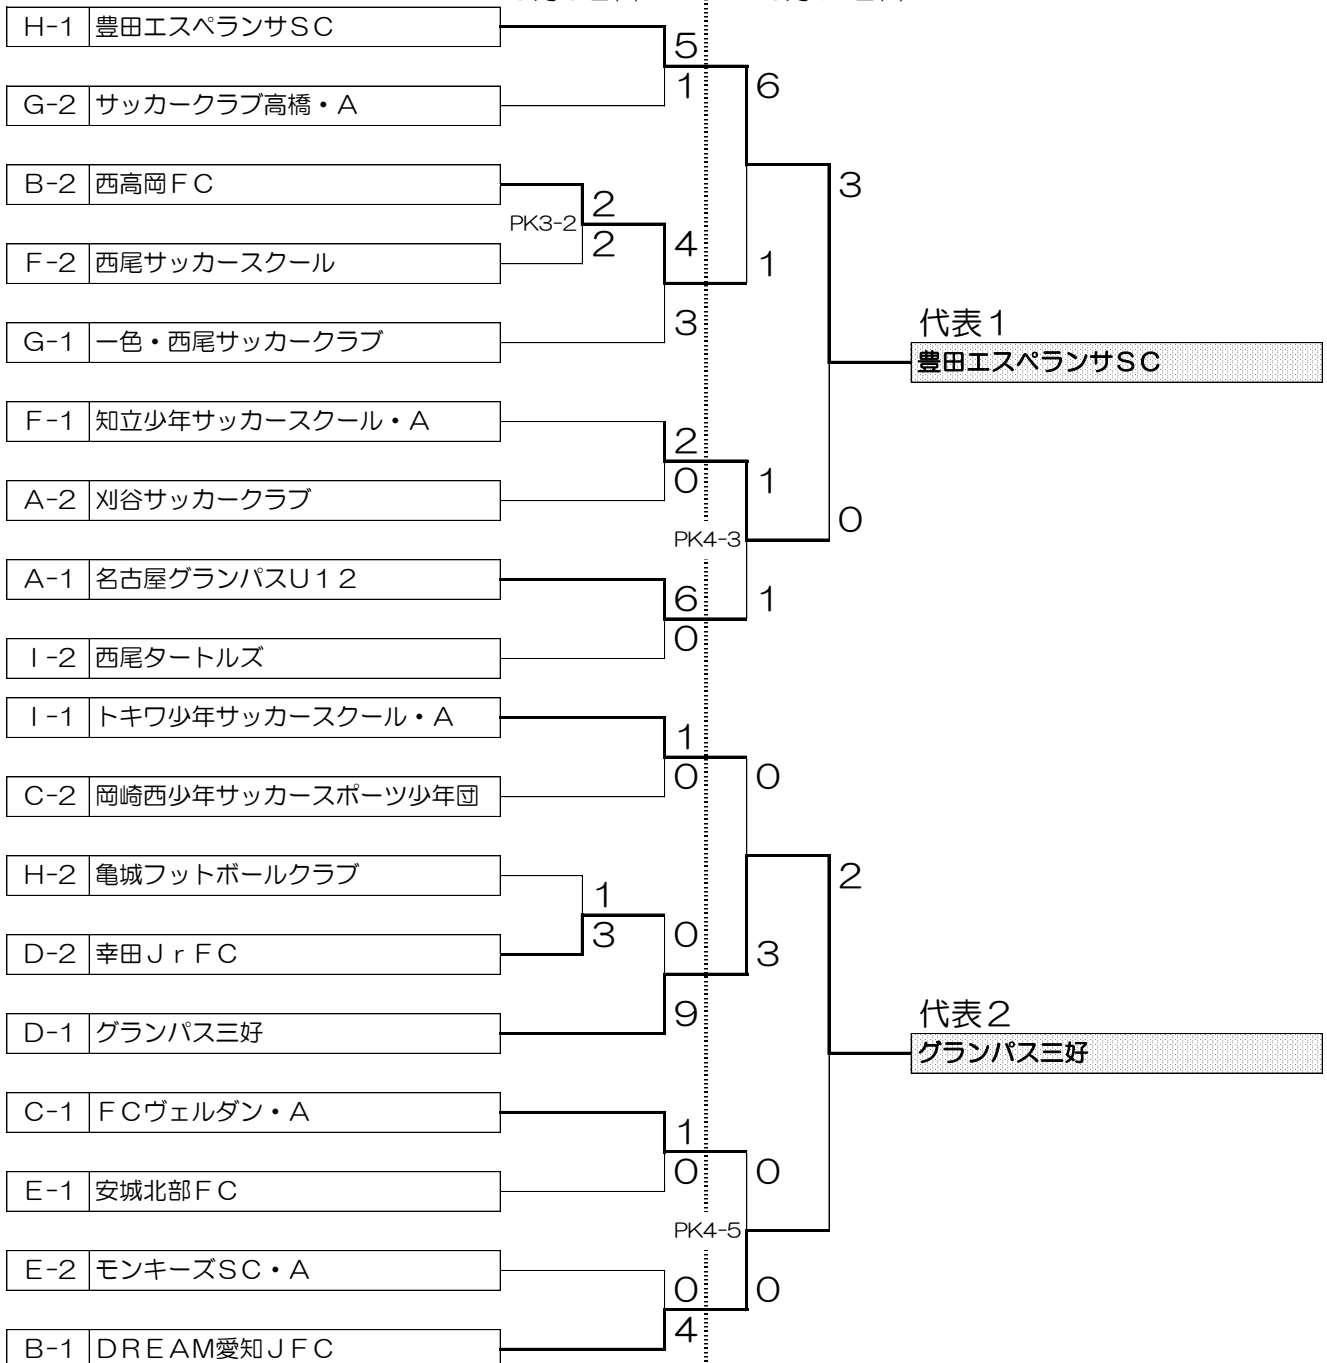 H-1 豊田エスペランサSC
5
1
6
G-2 サッカークラブ高橋・A
B-2 西高岡FC
3
PK3-2
2
2
4
F-2 西尾サッカースクール
1
3
G-1 一色・西尾サッカークラブ
代表1
豊田エスペランサSC
F-1 知立少年サッカースクール・A
2
0
1
A-2 刈谷サッカークラブ
0
PK4-3
A-1 名古屋グランパスU12
6
1
0
I-2 西尾タートルズ
I-1 トキワ少年サッカースクール・A
1
0
0
C-2 岡崎西少年サッカースポーツ少年団
H-2 亀城フットボールクラブ
2
1
3
0
D-2 幸田JrFC
3
9
D-1 グランパス三好
代表2
グランパス三好
C-1 FCヴェルダン・A
1
0
0
E-1 安城北部FC
PK4-5
E-2 モンキーズSC・A
0
0
4
B-1 DREAM愛知JFC